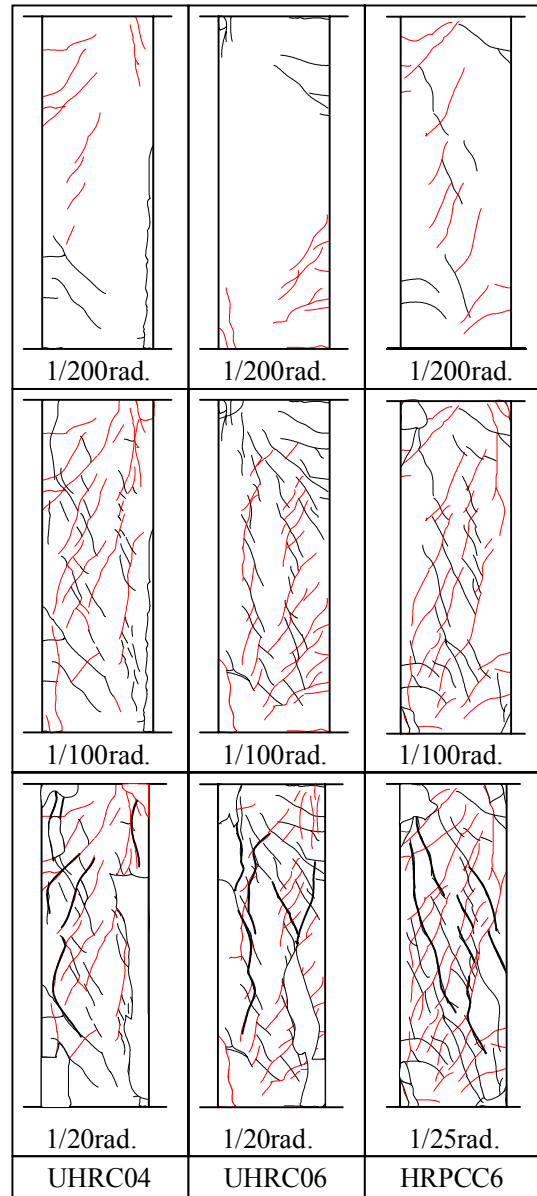 1/200rad. 1/200rad. 1/200rad.
1/100rad. 1/100rad. 1/100rad.
1/20rad. 1/20rad. 1/25rad.
UHRC04 UHRC06 HRPCC6